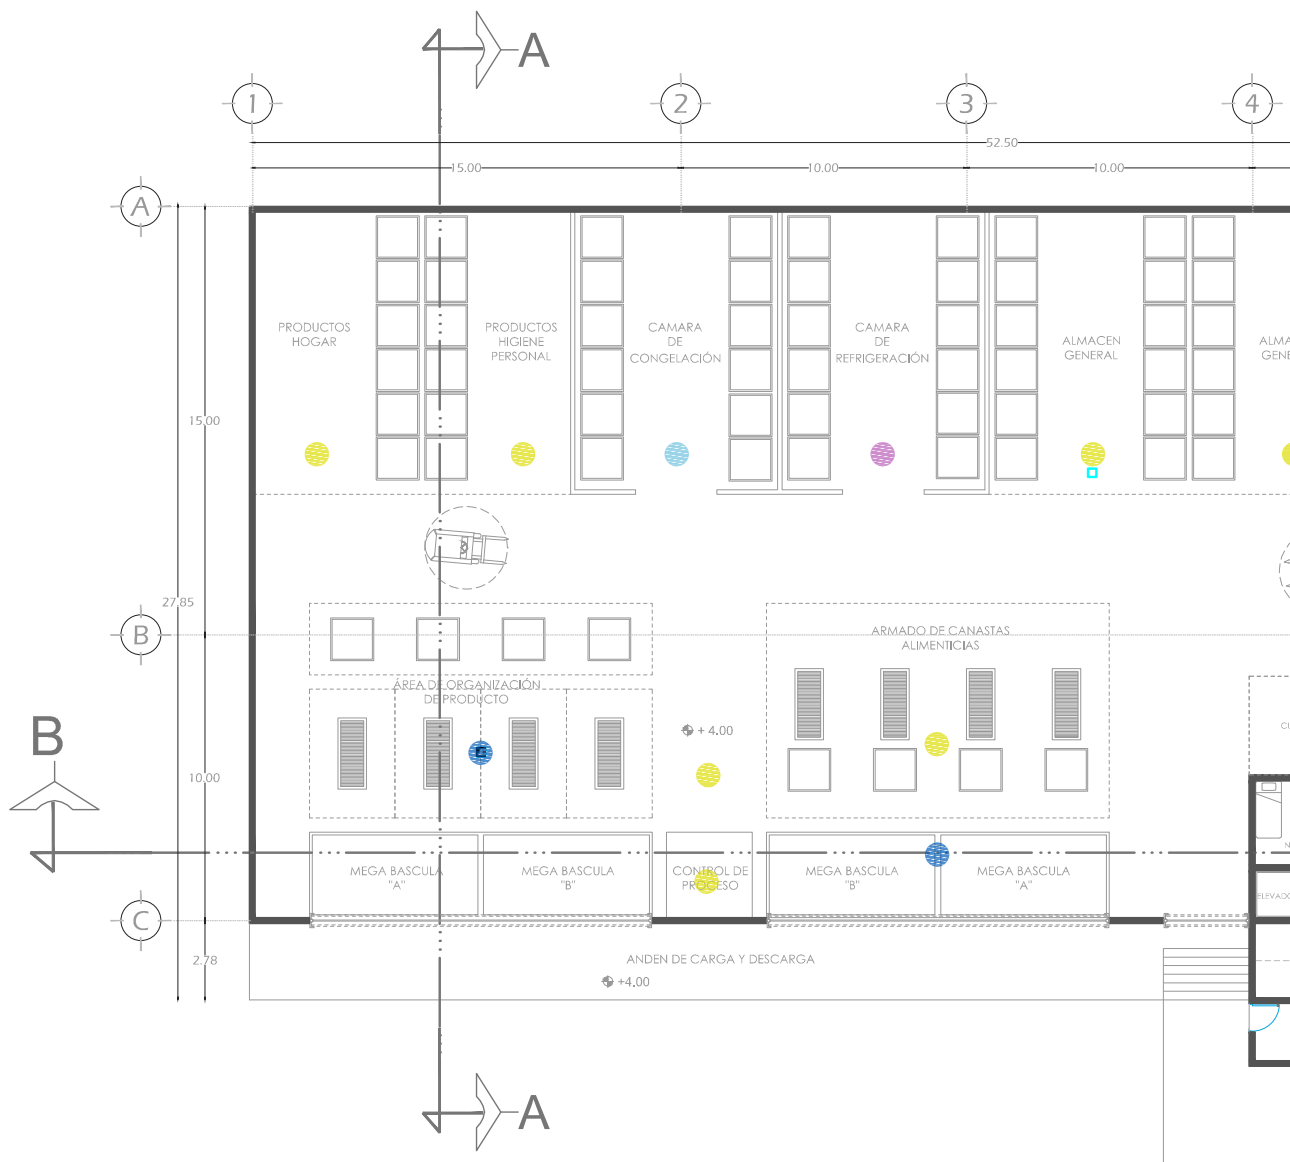 A
1
2
3
4
52.50
15.00
10.00
10.00
A
PRODUCTOS
HOGAR
PRODUCTOS
HIGIENE
PERSONAL
CAMARA
DE
CONGELACIÓN
CAMARA
DE
REFRIGERACIÓN
ALMACEN
GENERAL
ALMA
GENE
15.00
27.85
B
ARMADO DE CANASTAS
ALIMENTICIAS
ÁREA DE ORGANIZACIÓN
DE PRODUCTO
+ 4.00
B
10.00
MEGA BASCULA
"A"
MEGA BASCULA
"B"
CONTROL DE
PROCESO
MEGA BASCULA
"B"
MEGA BASCULA
"A"
ELEVADO
C
2.78
ANDEN DE CARGA Y DESCARGA
+4.00
A